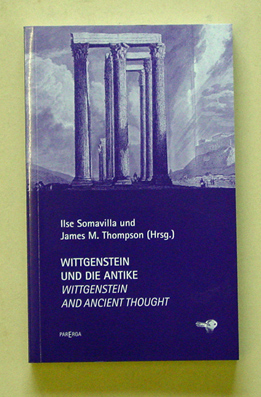 Ilse Somavilla und
James M. Thompson (Hrsg.)
WITTGENSTEIN
UND DIE ANTIKE
WITTGENSTEIN
AND ANCIENT THOUGHT
PARERGA